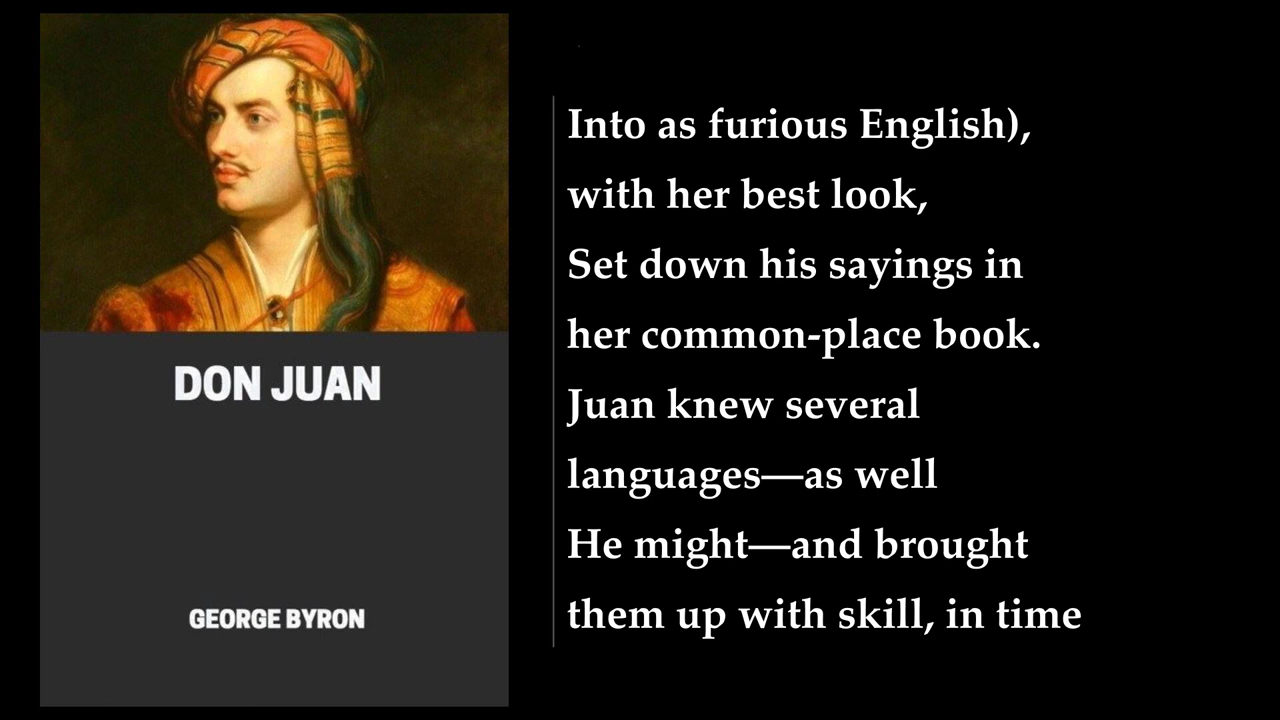 DON JUAN
GEORGE BYRON
Into as furious English),
with her best look,
Set down his sayings in
her common-place book.
Juan knew several
languages—as well
He might—and brought
them up with skill, in time